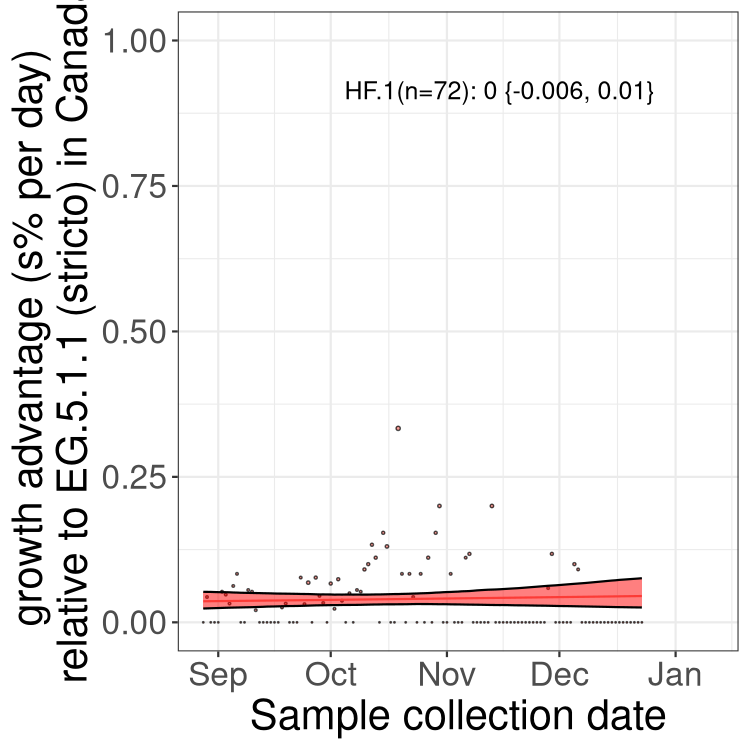 growth advantage (s% per day)
relative to EG.5.1.1 (stricto) in Canada
1.00
HF.1(n=72): 0 {-0.006, 0.01}
0.75
0.50
0.25
0.00
Sep Oct Nov Dec Jan
Sample collection date